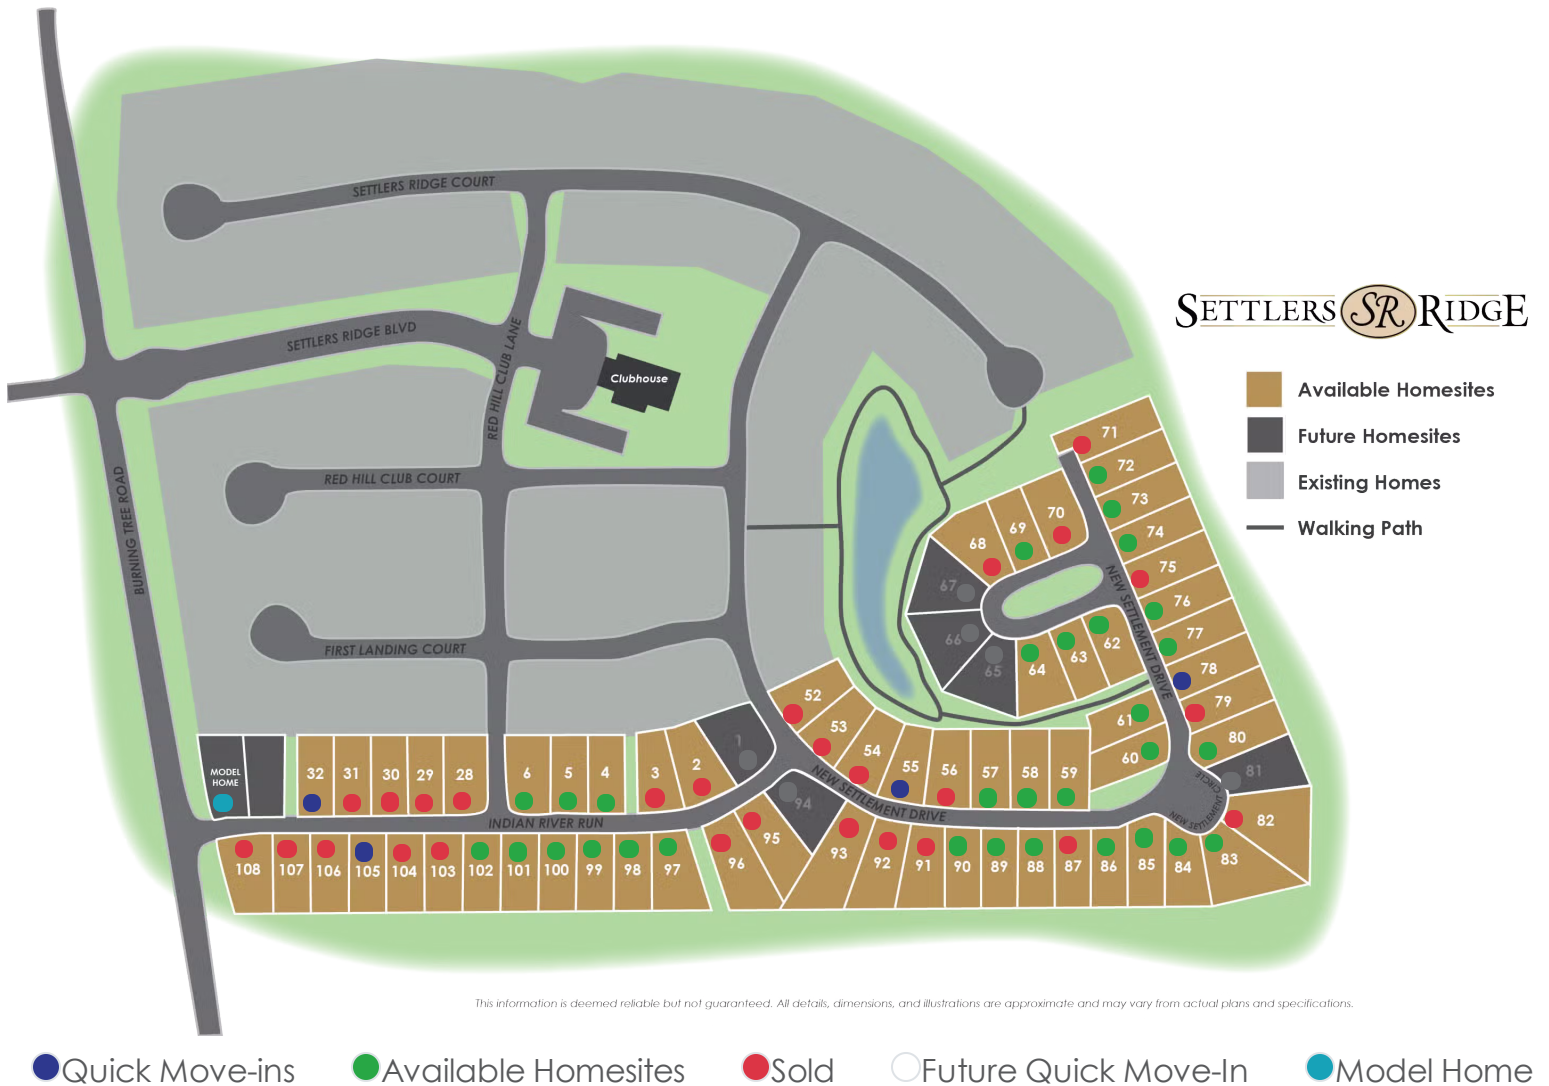 SETTLERS RIDGE COURT
SETTLERS RIDGE BLVD
RED HILL CLUB LANE
Clubhouse
SETTLERS SR RIDGE
Available Homesites
Future Homesites
Existing Homes
Walking Path
RED HILL CLUB COURT
BURNING TREE ROAD
FIRST LANDING COURT
NEW SETTLEMENT DRIVE
71
72
73
74
75
76
77
78
79
80
81
82
83
70
69
68
67
66
65
64
63
62
61
60
52
53
54
55
56
57
58
59
NEW SETTLEMENT DRIVE
NEW SETTLEMENT CIRCLE
MODEL
HOME
32
31
30
29
28
6
5
4
3
2
1
INDIAN RIVER RUN
108
107
106
105
104
103
102
101
100
99
98
97
96
95
94
93
92
91
90
89
88
87
86
85
84
This information is deemed reliable but not guaranteed. All details, dimensions, and illustrations are approximate and may vary from actual plans and specifications.
Quick Move-ins
Available Homesites
Sold
Future Quick Move-In
Model Home